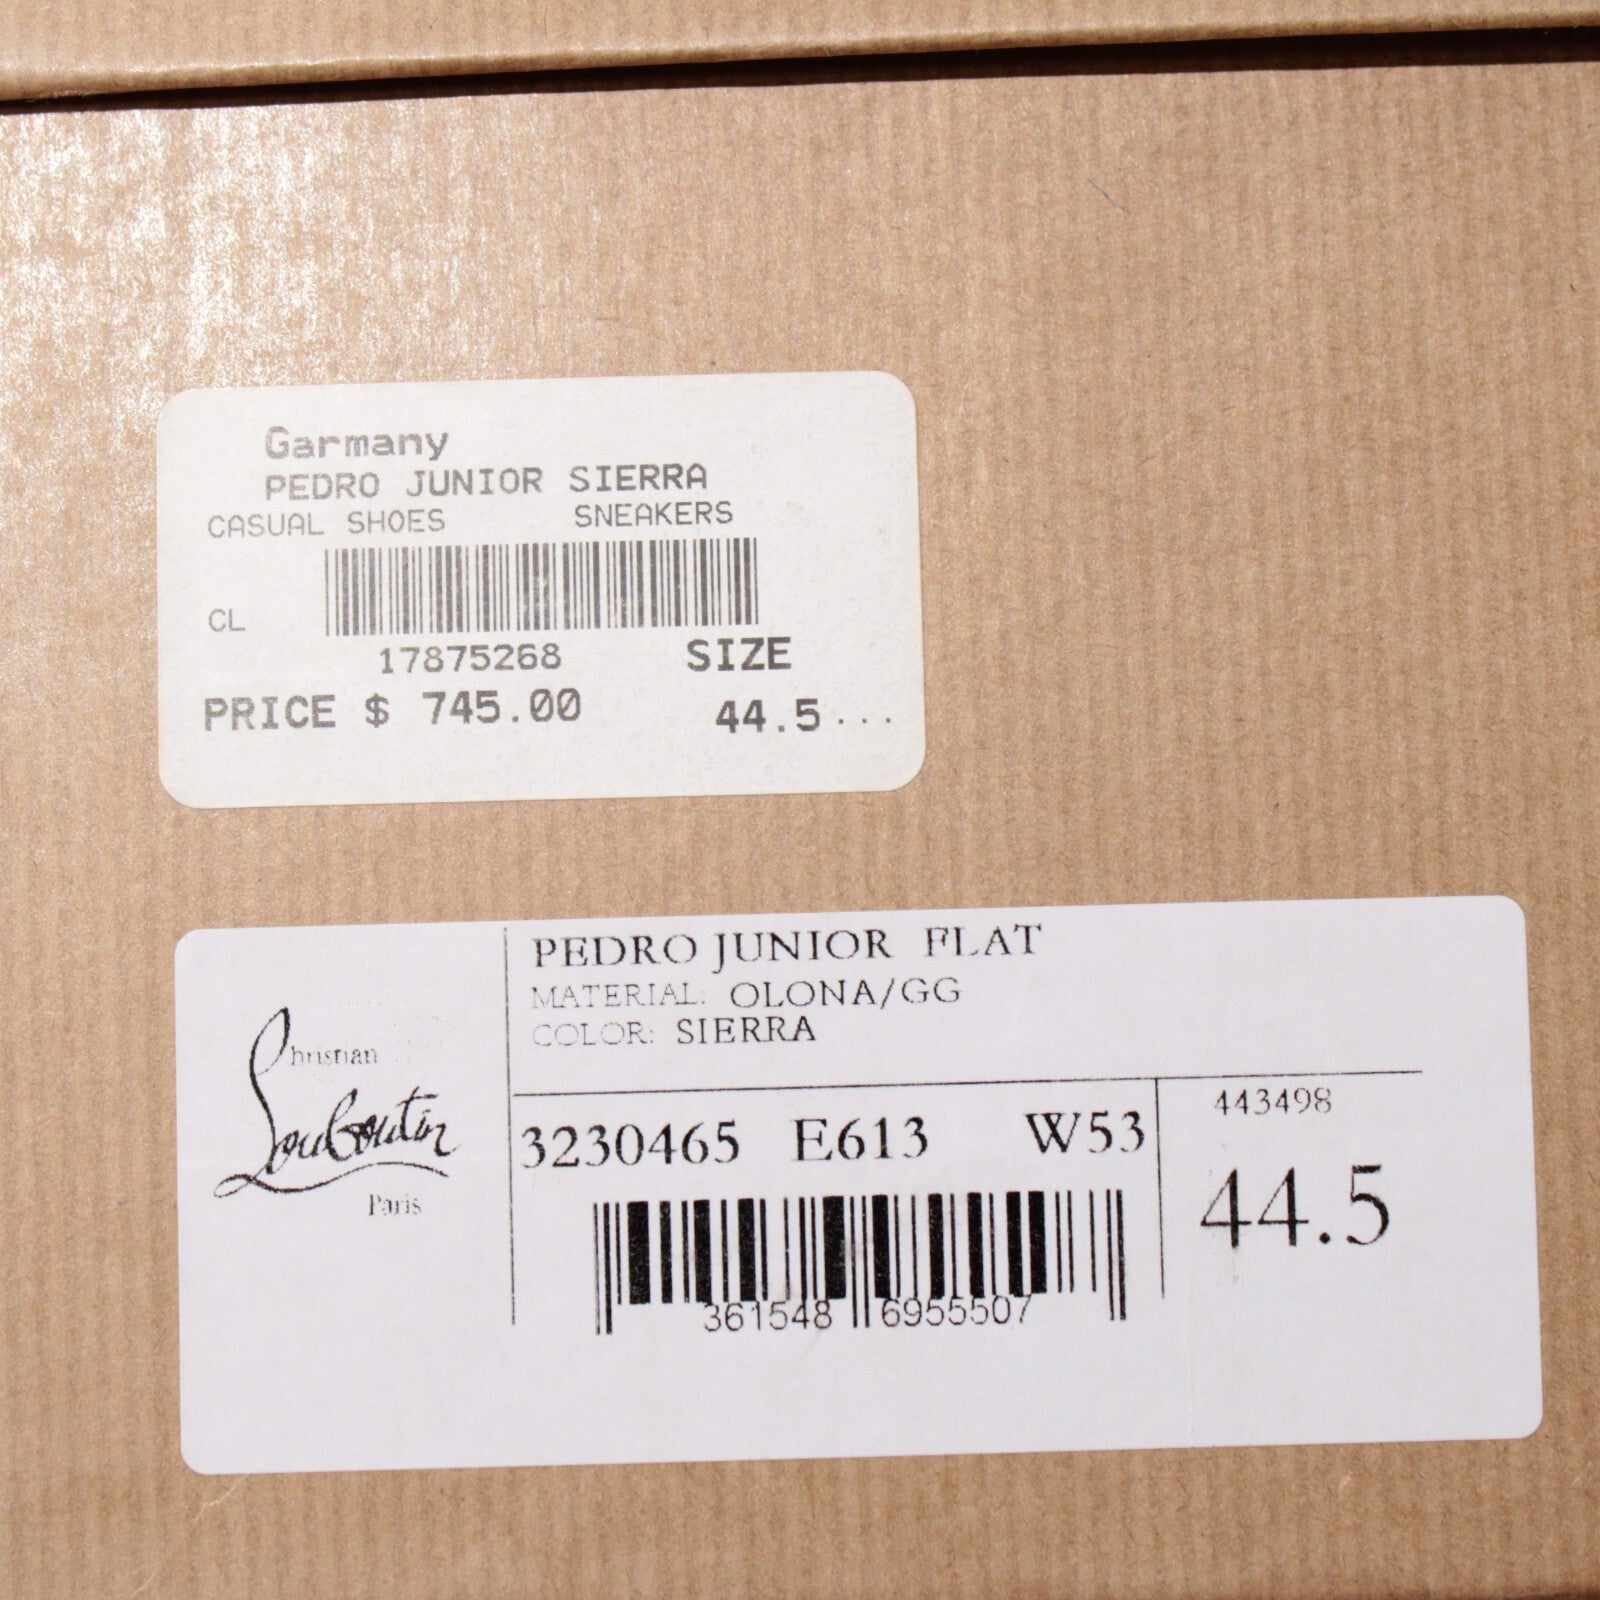 Garmany
PEDRO JUNIOR SIERRA
CASUAL SHOES SNEAKERS
CL
17875268 SIZE
PRICE $ 745.00 44.5...
Christian
Louboutin
Paris
PEDRO JUNIOR FLAT
MATERIAL: OLONA/GG
COLOR: SIERRA
3230465 E613 W53
361548 6955507
443498
44.5